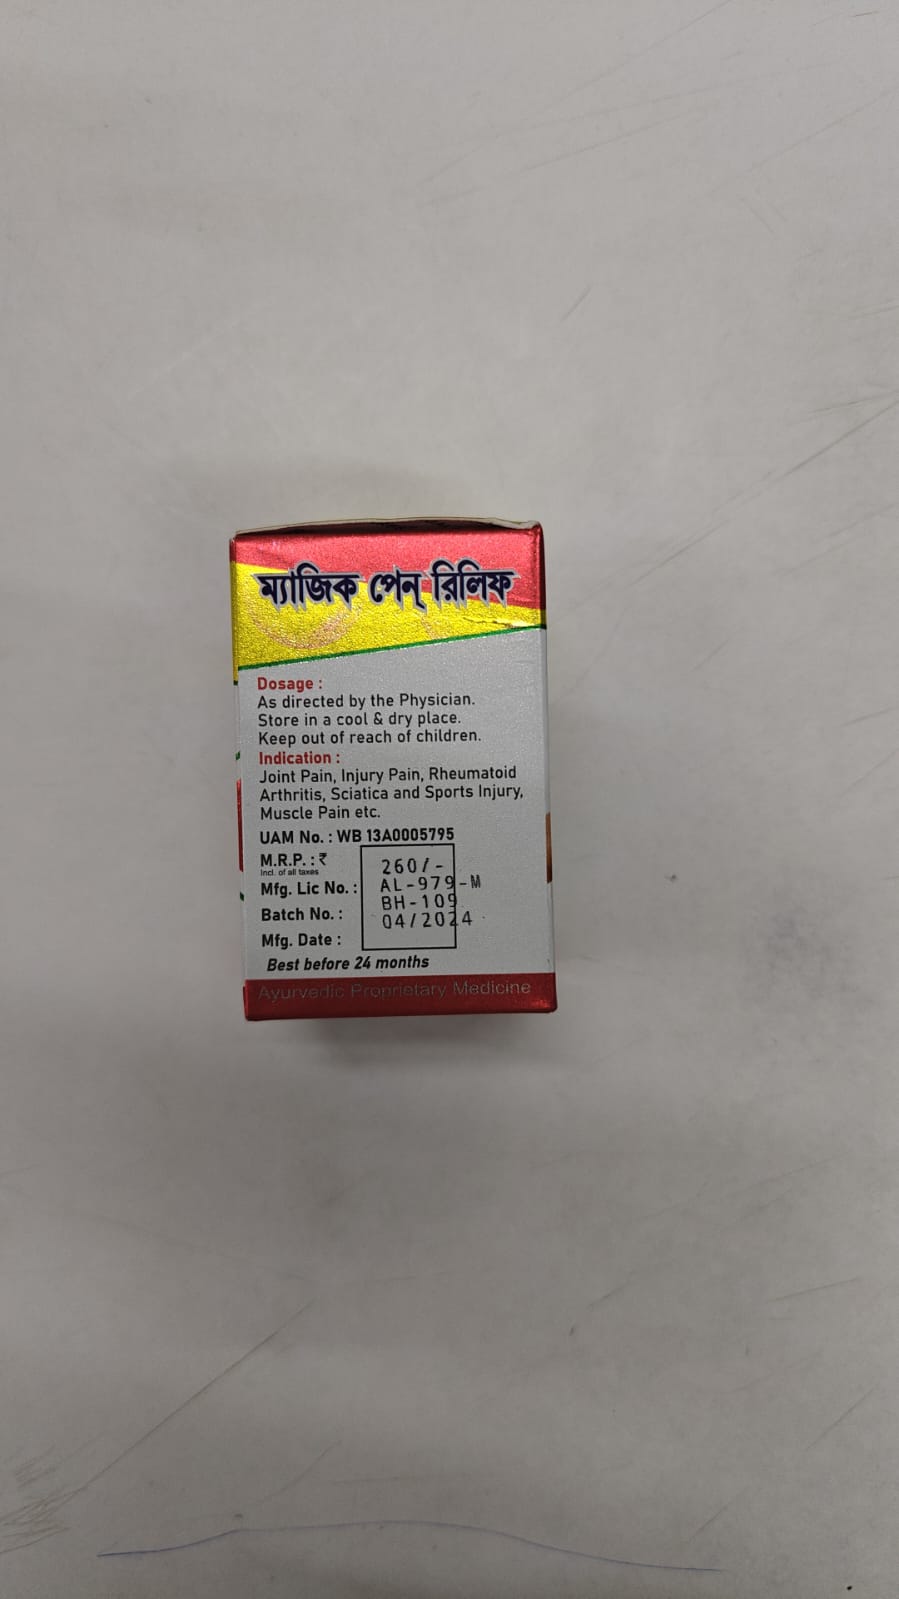 ম্যাজিক পেন্ রিলিফ
Dosage :
As directed by the Physician.
Store in a cool & dry place.
Keep out of reach of children.
Indication :
Joint Pain, Injury Pain, Rheumatoid
Arthritis, Sciatica and Sports Injury,
Muscle Pain etc.
UAM No. : WB 13A0005795
M.R.P. : ₹ 260/-
Incl. of all taxes
Mfg. Lic No. : AL-979-M
Batch No. : BH-109
Mfg. Date : 04/2024
Best before 24 months
Ayurvedic Proprietary Medicine